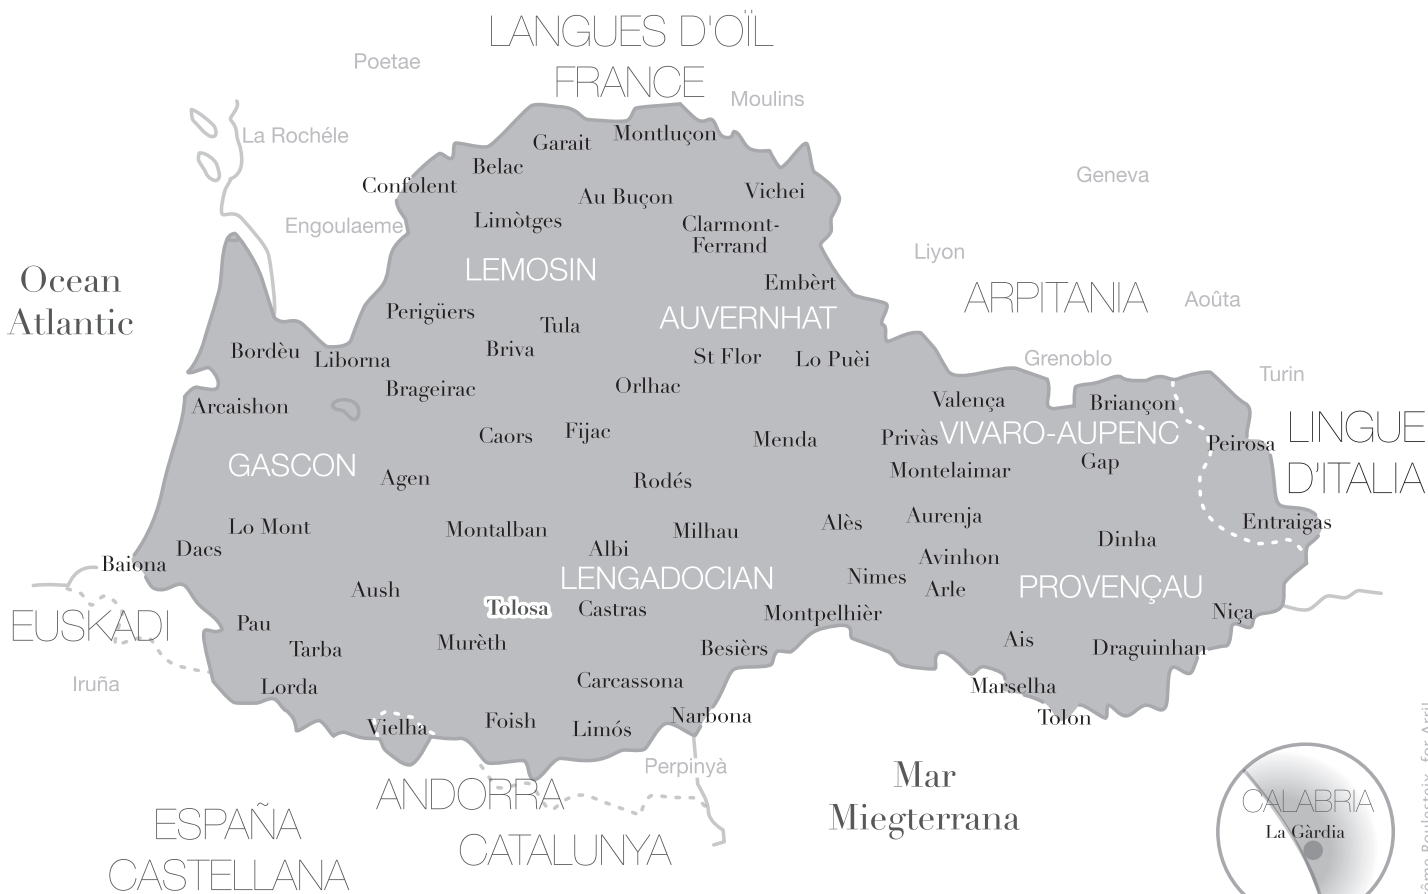 LANGUES D'OÏL
FRANCE
Poetae
Moulins
La Rochéle
Garait
Montluçon
Belac
Confolent
Au Buçon
Vichei
Geneva
Engoulaeme
Limòtges
Clarmont-
Ferrand
Liyon
Ocean
Atlantic
LEMOSIN
Embèrt
ARPITANIA
Aoûta
Perigüers
Tula
AUVERNHAT
Bordèu
Liborna
Briva
St Flor
Lo Puèi
Grenoblo
Turin
Brageirac
Orlhac
Arcaishon
Valença
Briançon
Caors
Fijac
Menda
Privàs
VIVARO-AUPENC
Peirosa
LINGUE
D'ITALIA
GASCON
Agen
Rodés
Montelaimar
Gap
Lo Mont
Montalban
Milhau
Alès
Aurenja
Entraigas
Dacs
Albi
Dinha
Baiona
LENGADOCIAN
Avinhon
Nimes
Arle
PROVENÇAU
Aush
Tolosa
Castras
Montpelhièr
Niça
EUSKADI
Pau
Tarba
Murèth
Besièrs
Ais
Draguinhan
Iruña
Lorda
Carcassona
Marselha
Vielha
Foish
Limós
Narbona
Tolon
Perpinyà
ANDORRA
Mar
Miegterrana
ESPAÑA
CASTELLANA
CATALUNYA
CALABRIA
La Gàrdia